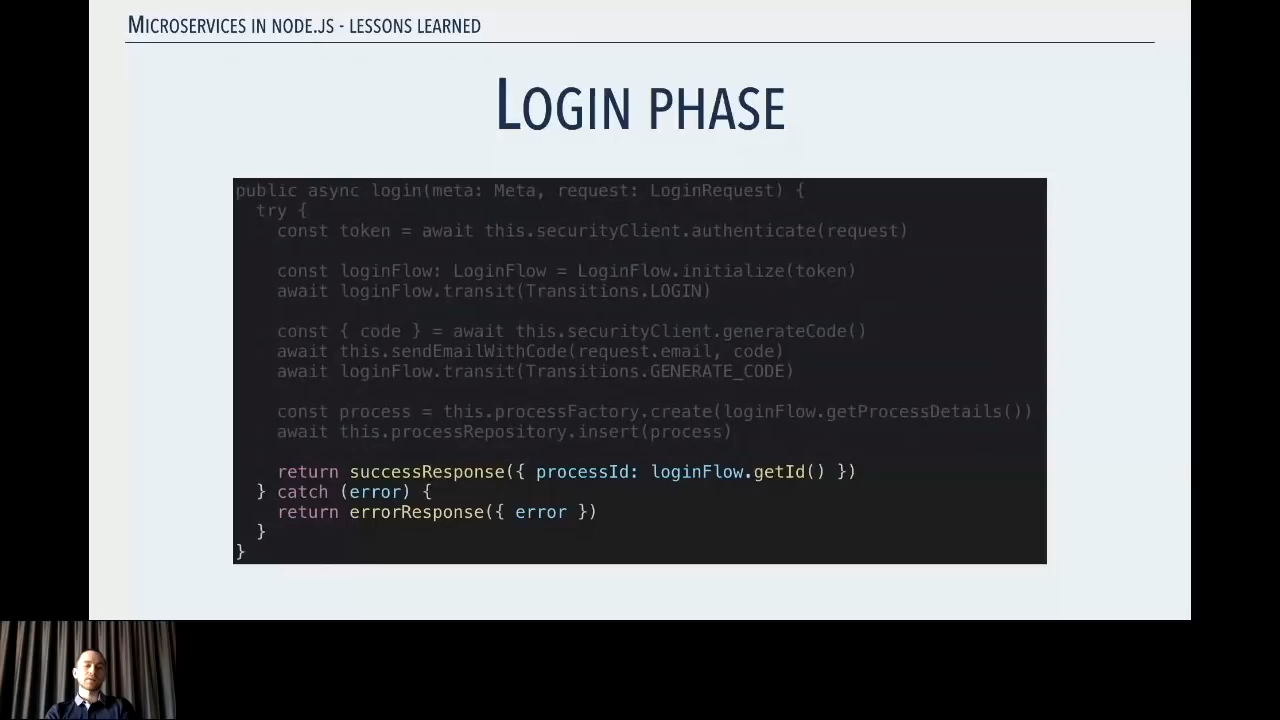 MICROSERVICES IN NODE.JS - LESSONS LEARNED
LOGIN PHASE
public async login(meta: Meta, request: LoginRequest) {
  try {
    const token = await this.securityClient.authenticate(request)
    const loginFlow: LoginFlow = LoginFlow.initialize(token)
    await loginFlow.transit(Transitions.LOGIN)
    const { code } = await this.securityClient.generateCode()
    await this.sendEmailWithCode(request.email, code)
    await loginFlow.transit(Transitions.GENERATE_CODE)
    const process = this.processFactory.create(loginFlow.getProcessDetails())
    await this.processRepository.insert(process)
    return successResponse({ processId: loginFlow.getId() })
  } catch (error) {
    return errorResponse({ error })
  }
}